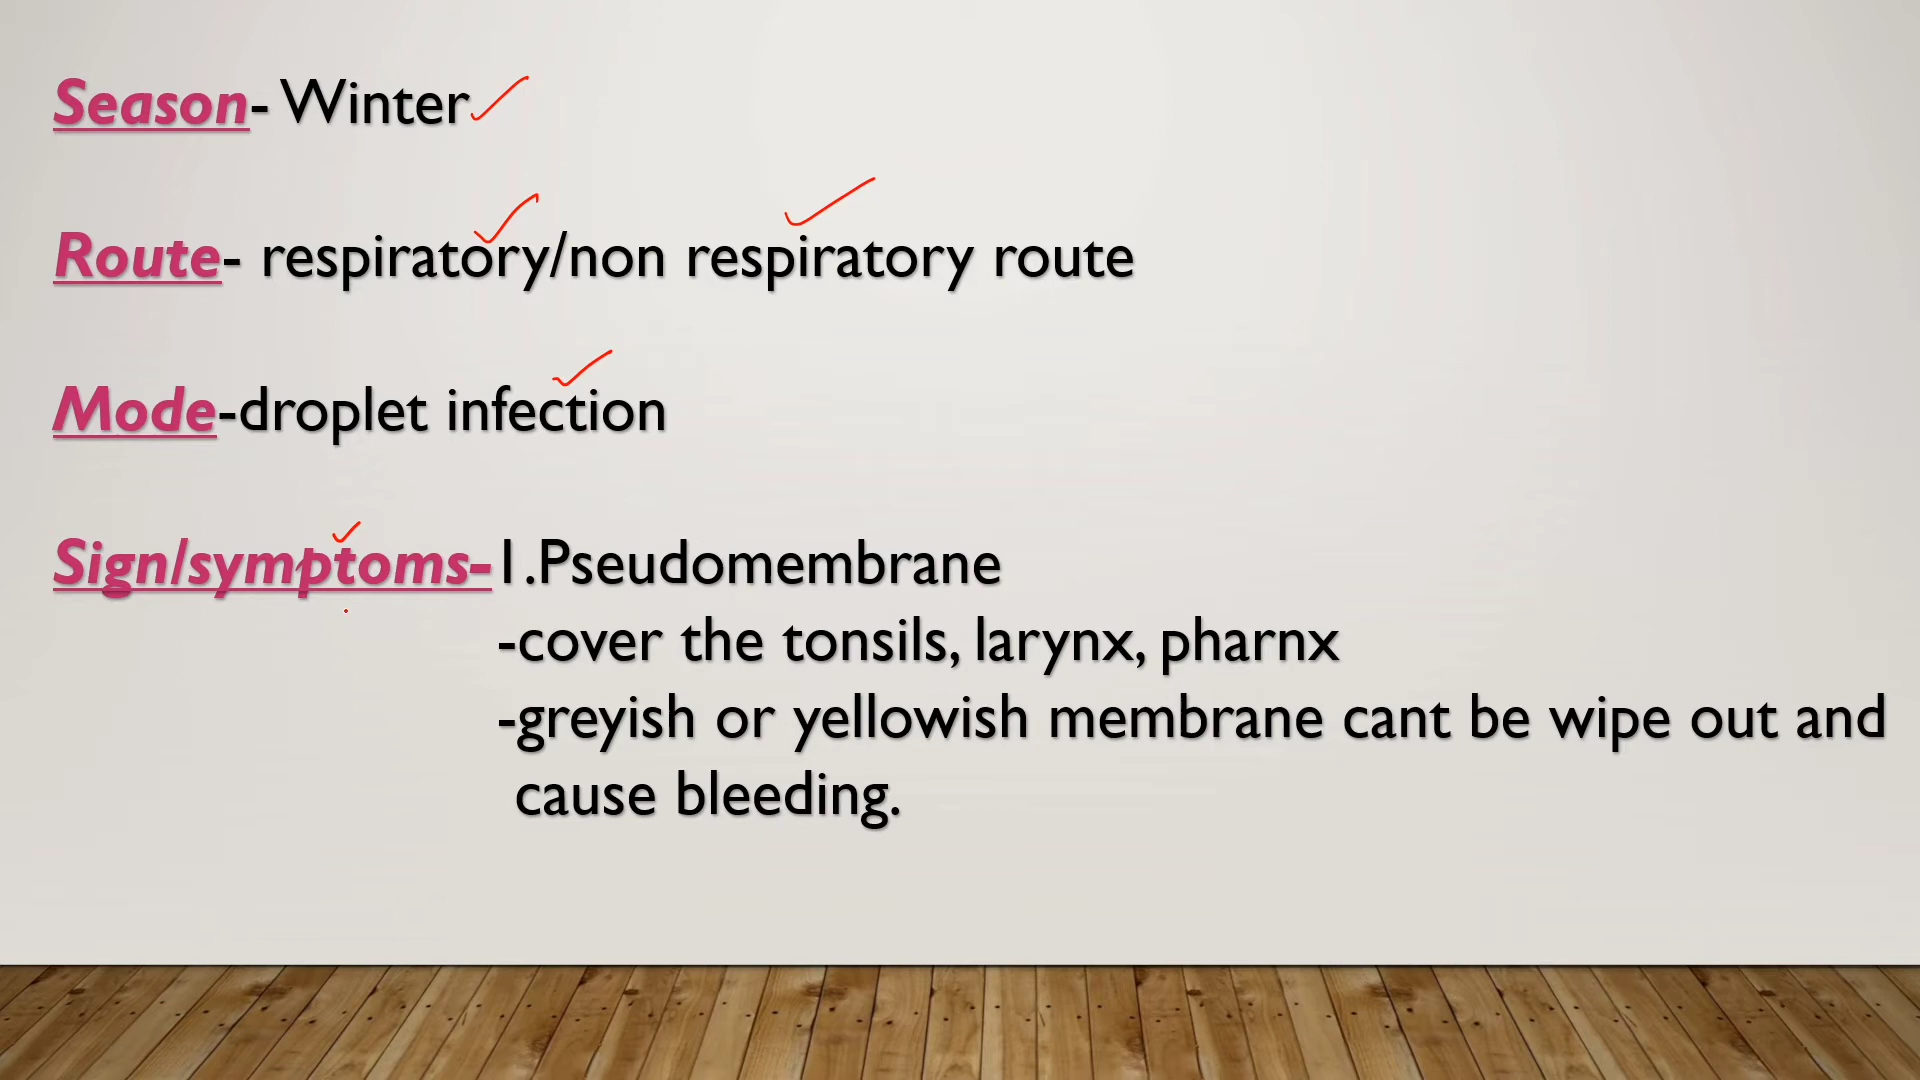 Season- Winter
Route- respiratory/non respiratory route
Mode-droplet infection
Sign/symptoms-1.Pseudomembrane
-cover the tonsils, larynx, pharnx
-greyish or yellowish membrane cant be wipe out and
cause bleeding.